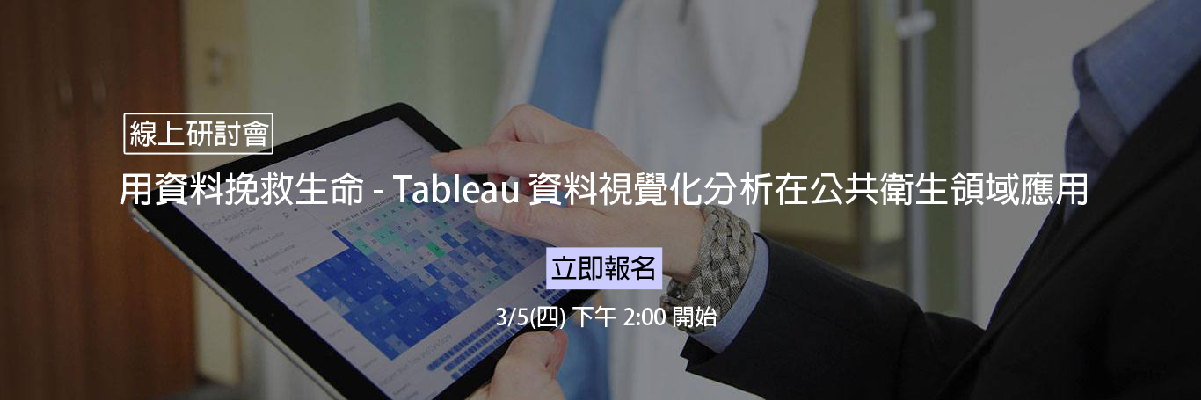 線上研討會
用資料挽救生命 - Tableau 資料視覺化分析在公共衛生領域應用
立即報名
3/5(四) 下午 2:00 開始